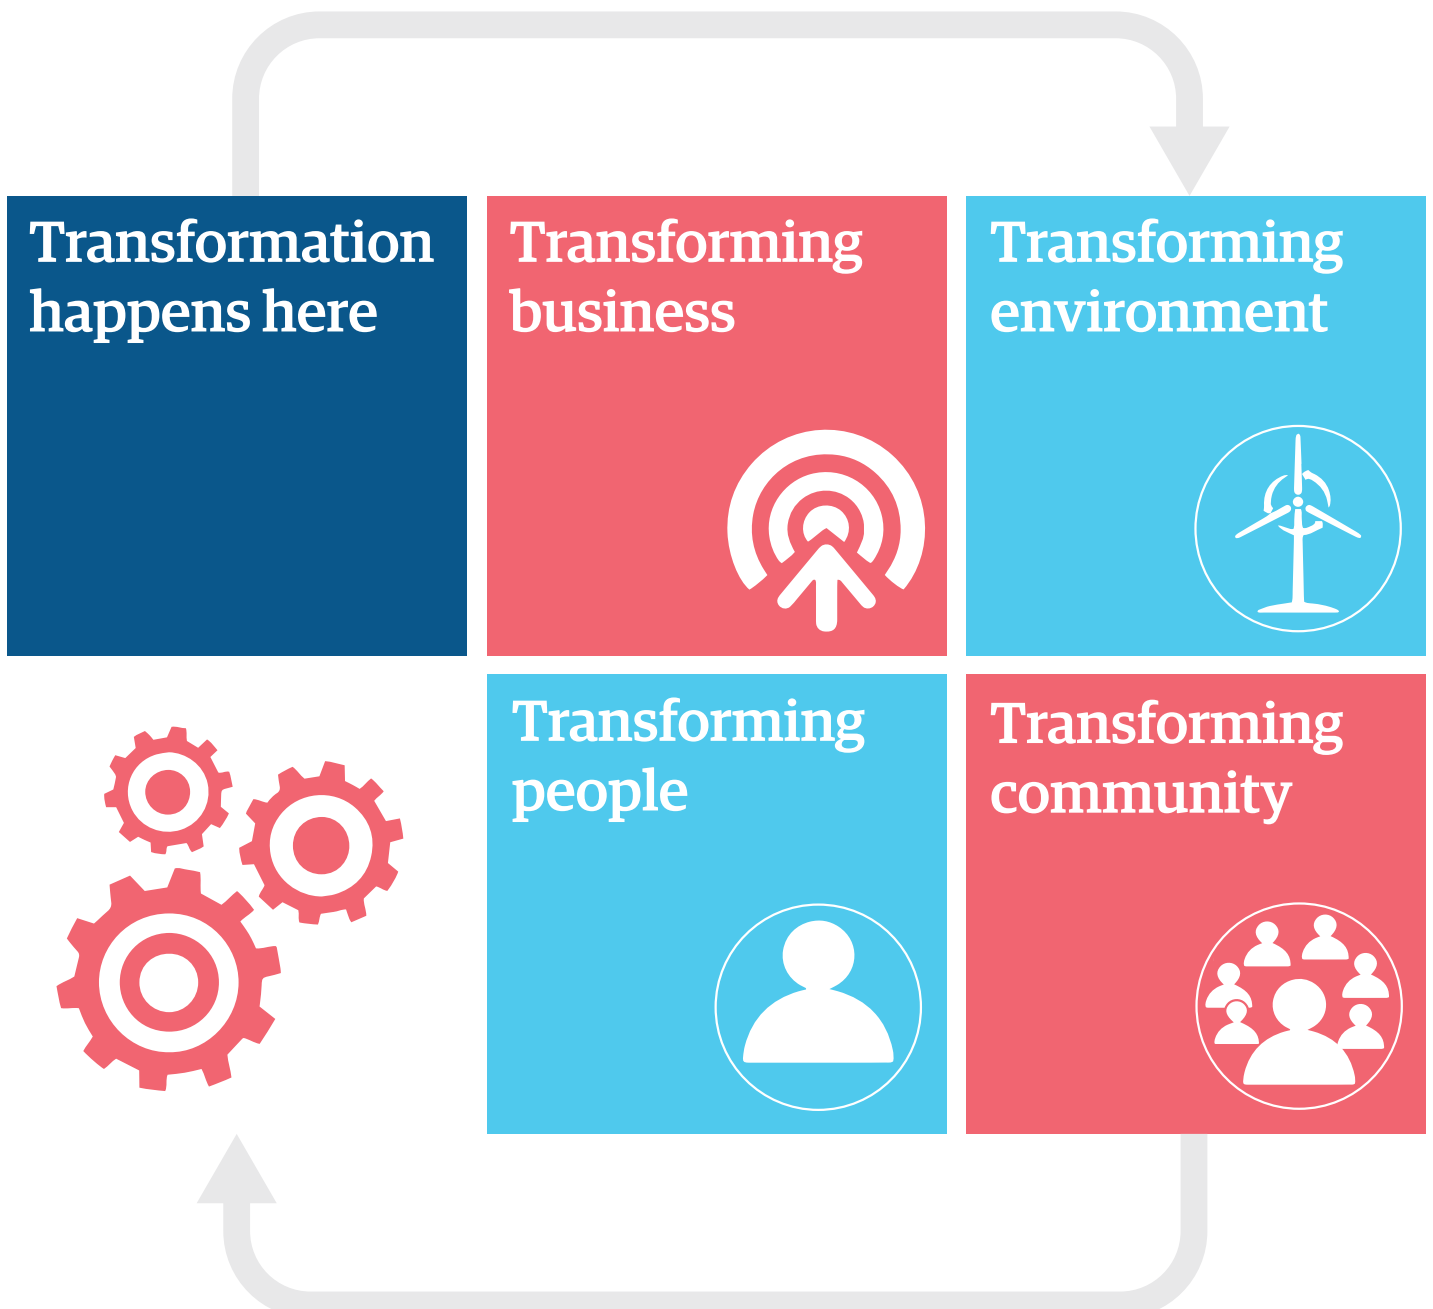 Transformation
happens here
Transforming
business
Transforming
environment
Transforming
people
Transforming
community